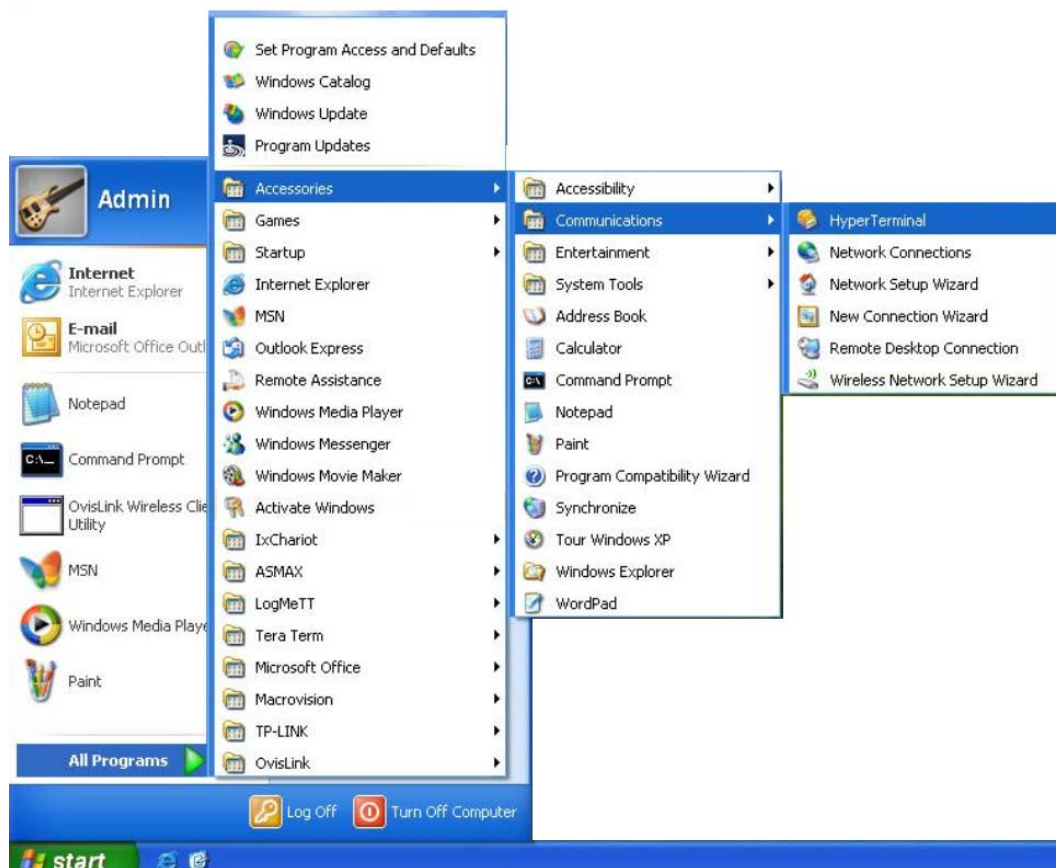 Set Program Access and Defaults
Windows Catalog
Windows Update
Program Updates
Accessories
Games
Startup
Internet Explorer
MSN
Outlook Express
Remote Assistance
Windows Media Player
Windows Messenger
Windows Movie Maker
Activate Windows
IxChariot
ASMAX
LogMeTT
Tera Term
Microsoft Office
Macrovision
TP-LINK
OvisLink
Accessibility
Communications
Entertainment
System Tools
Address Book
Calculator
Command Prompt
Notepad
Paint
Program Compatibility Wizard
Synchronize
Tour Windows XP
Windows Explorer
WordPad
HyperTerminal
Network Connections
Network Setup Wizard
New Connection Wizard
Remote Desktop Connection
Wireless Network Setup Wizard
Admin
Internet
Internet Explorer
E-mail
Microsoft Office Outl
Notepad
C:\_
Command Prompt
OvisLink Wireless Clie
Utility
MSN
Windows Media Playe
Paint
All Programs
Log Off
Turn Off Computer
start